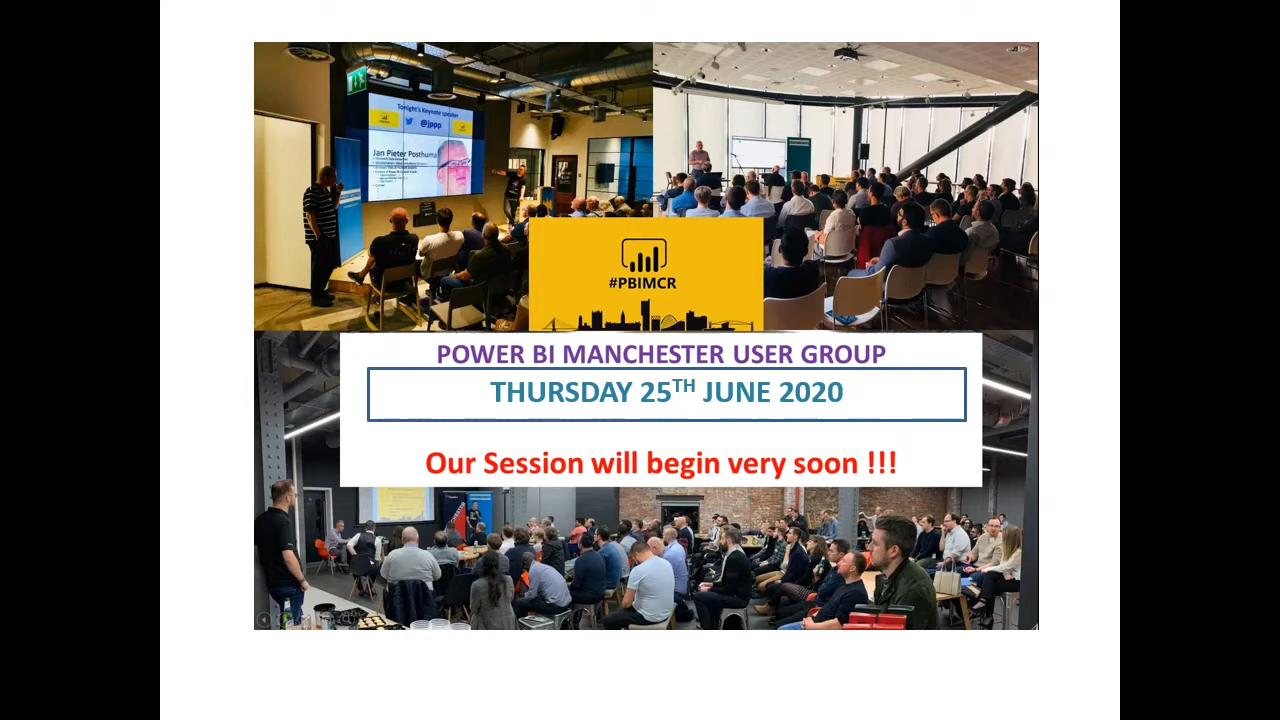 Tonight's Keynote speaker
@jppp
Jan Pieter Posthuma
#PBIMCR
POWER BI MANCHESTER USER GROUP
THURSDAY 25TH JUNE 2020
Our Session will begin very soon !!!